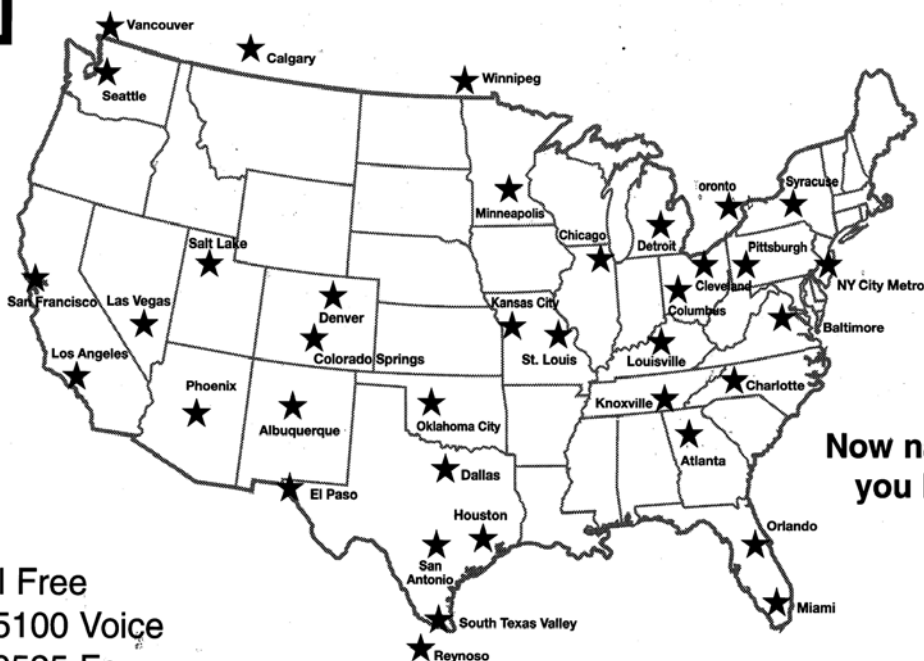 Vancouver
Calgary
Winnipeg
Seattle
Minneapolis
oronto
Syracuse
Chicago
Detroit
Pittsburgh
Salt Lake
Cleveland
NY City Metro
San Francisco
Las Vegas
Denver
Kansas City
Columbus
Baltimore
Colorado Springs
St. Louis
Louisville
Los Angeles
Phoenix
Charlotte
Knoxville
Albuquerque
Oklahoma City
Atlanta
Now
you
Dallas
El Paso
Houston
Orlando
San
Antonio
Free
5100 Voice
Miami
South Texas Valley
Reynoso